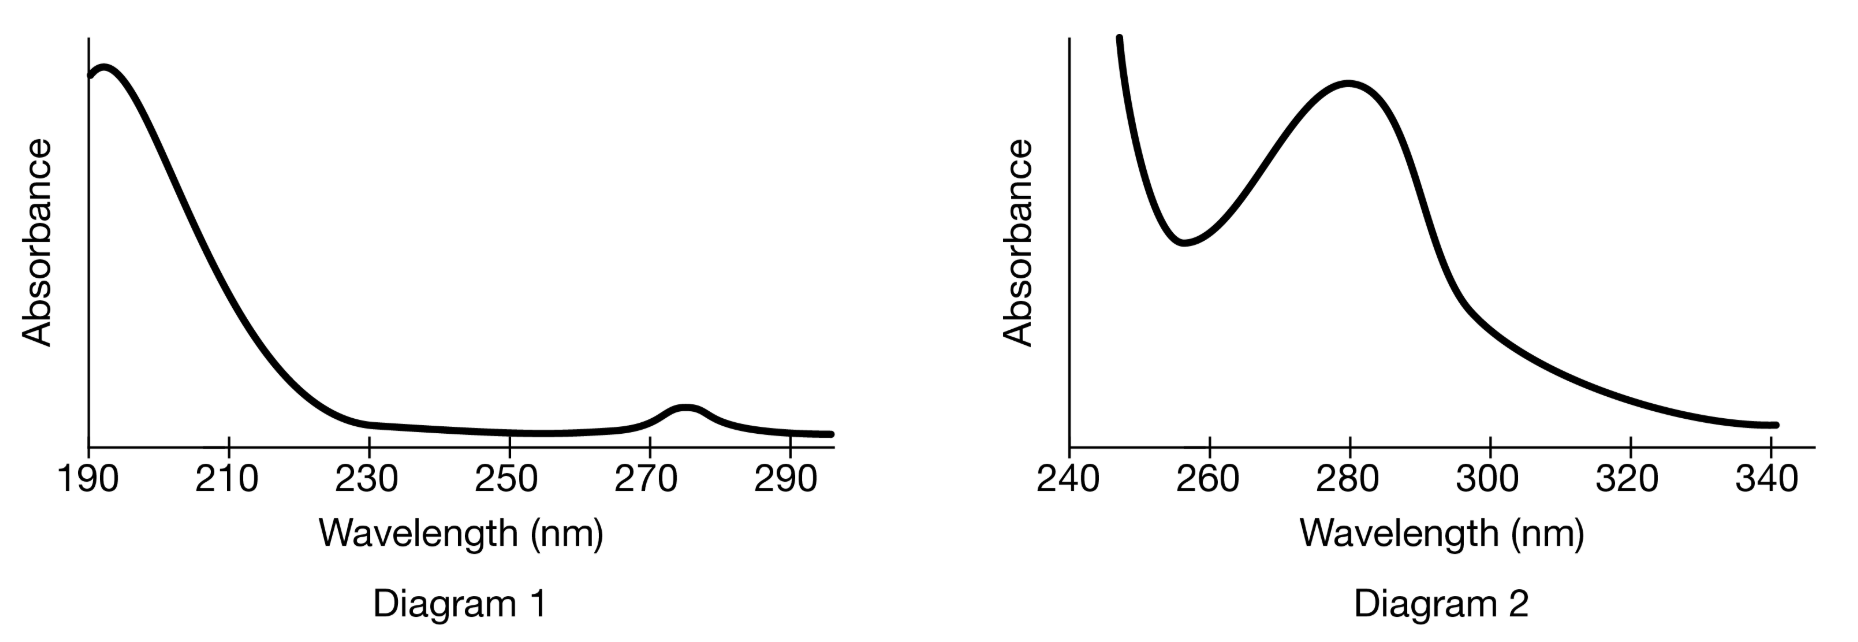 Absorbance
190 210 230 250 270 290
Wavelength (nm)
Diagram 1
Absorbance
240 260 280 300 320 340
Wavelength (nm)
Diagram 2